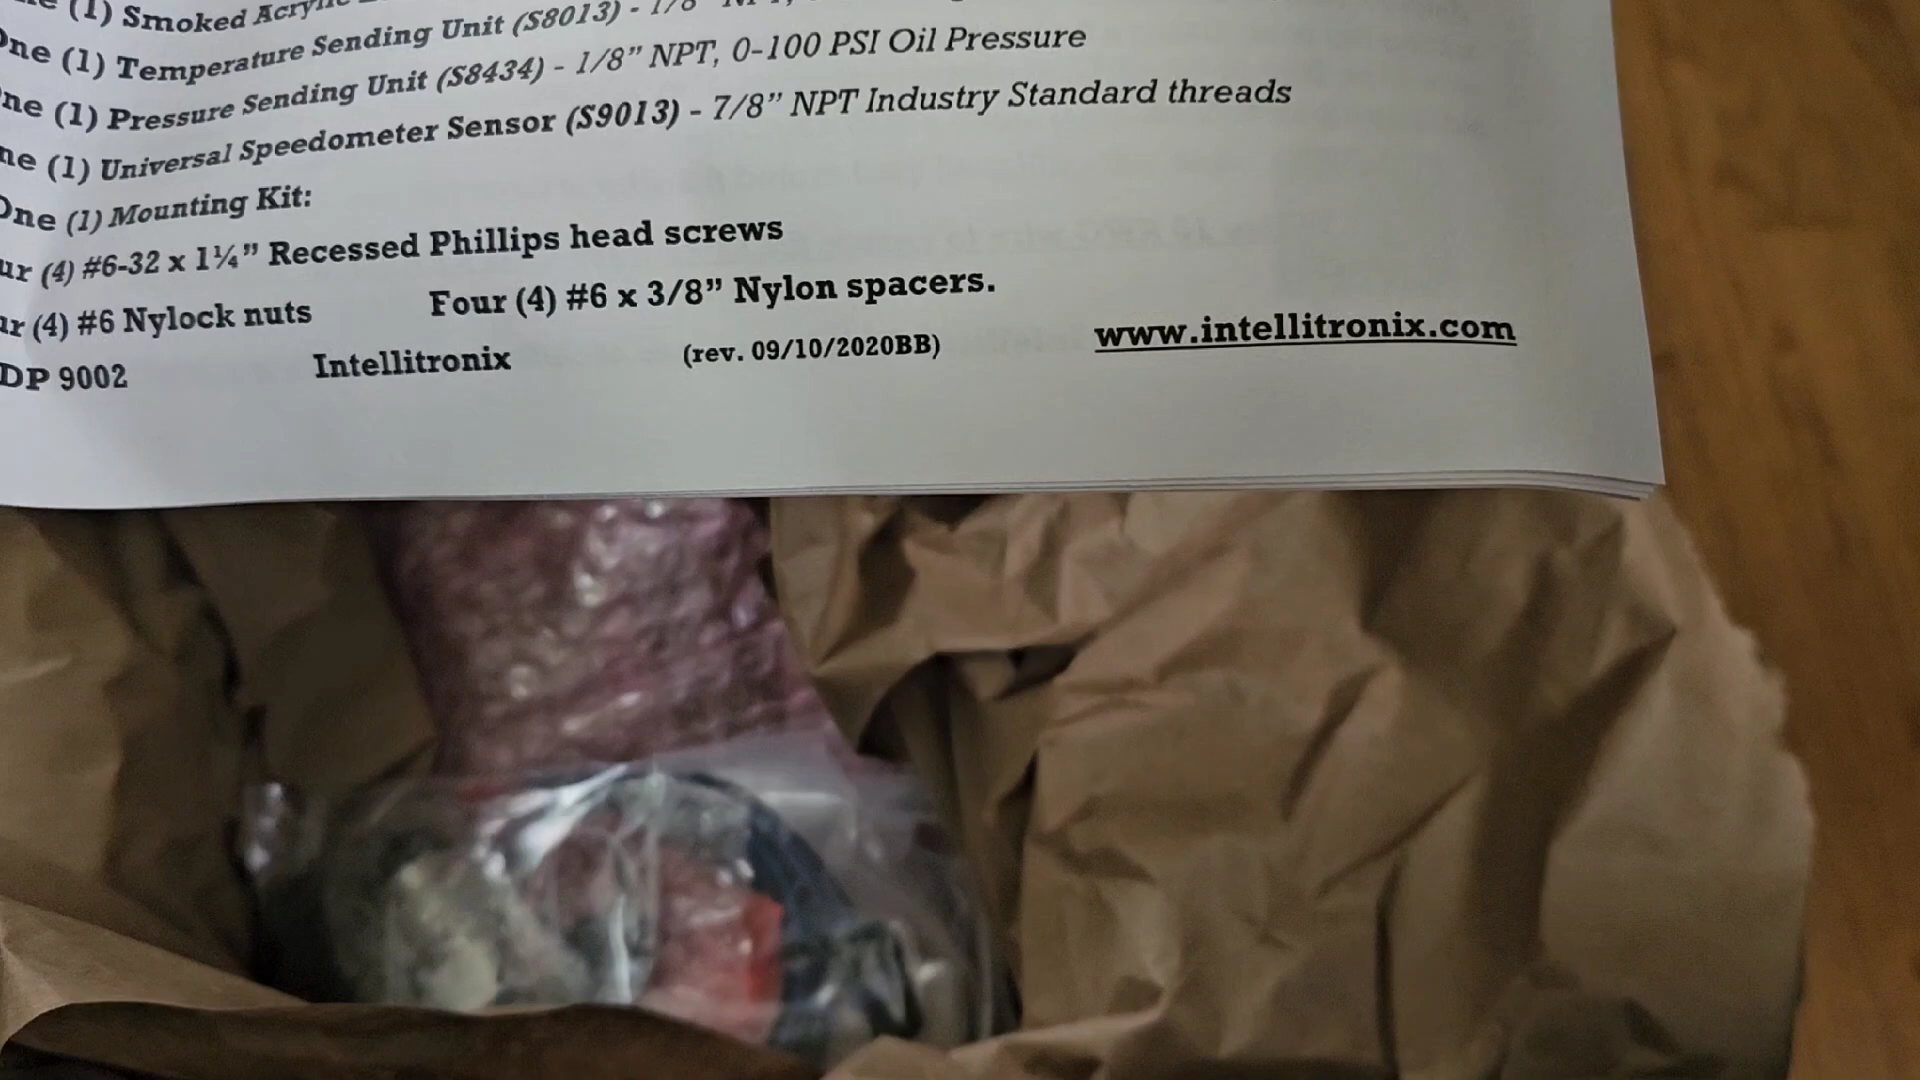 (1) Smoked Acrylic
ne (1) Temperature Sending Unit (S8013) - 1/8" NPT,
ne (1) Pressure Sending Unit (S8434) - 1/8” NPT, 0-100 PSI Oil Pressure
ne (1) Universal Speedometer Sensor (S9013) - 7/8” NPT Industry Standard threads
One (1) Mounting Kit:
ur (4) #6-32 x 1¼” Recessed Phillips head screws
ur (4) #6 Nylock nuts Four (4) #6 x 3/8” Nylon spacers.
DP 9002 Intellitronix (rev. 09/10/2020BB) www.intellitronix.com